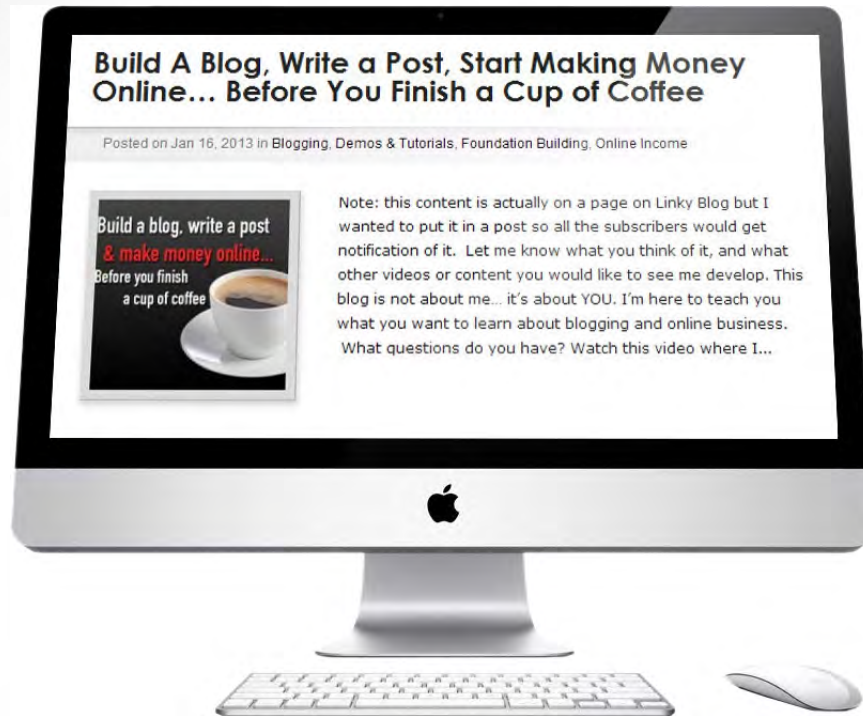 Build A Blog, Write a Post, Start Making Money
Online... Before You Finish a Cup of Coffee
Posted on Jan 16, 2013 in Blogging, Demos & Tutorials, Foundation Building, Online Income
Build a blog, write a post
& make money online...
Before you finish
a cup of coffee
Note: this content is actually on a page on Linky Blog but I
wanted to put it in a post so all the subscribers would get
notification of it.  Let me know what you think of it, and what
other videos or content you would like to see me develop. This
blog is not about me... it's about YOU. I'm here to teach you
what you want to learn about blogging and online business.
What questions do you have? Watch this video where I...